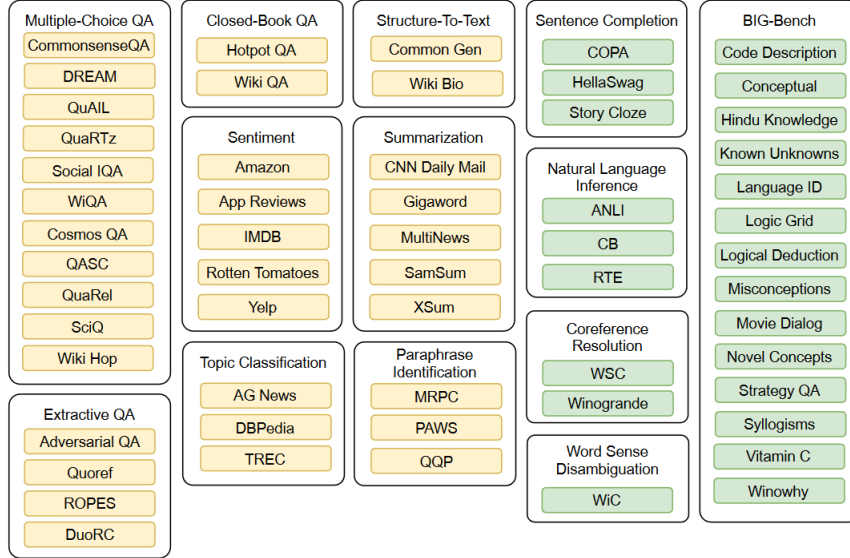 Multiple-Choice QA
CommonsenseQA
DREAM
QuAIL
QuaRTz
Social IQA
WiQA
Cosmos QA
QASC
QuaRel
SciQ
Wiki Hop
Extractive QA
Adversarial QA
Quoref
ROPES
DuoRC
Closed-Book QA
Hotpot QA
Wiki QA
Sentiment
Amazon
App Reviews
IMDB
Rotten Tomatoes
Yelp
Topic Classification
AG News
DBPedia
TREC
Structure-To-Text
Common Gen
Wiki Bio
Summarization
CNN Daily Mail
Gigaword
MultiNews
SamSum
XSum
Paraphrase
Identification
MRPC
PAWS
QQP
Sentence Completion
COPA
HellaSwag
Story Cloze
Natural Language
Inference
ANLI
CB
RTE
Coreference
Resolution
WSC
Winogrande
Word Sense
Disambiguation
WiC
BIG-Bench
Code Description
Conceptual
Hindu Knowledge
Known Unknowns
Language ID
Logic Grid
Logical Deduction
Misconceptions
Movie Dialog
Novel Concepts
Strategy QA
Syllogisms
Vitamin C
Winowhy